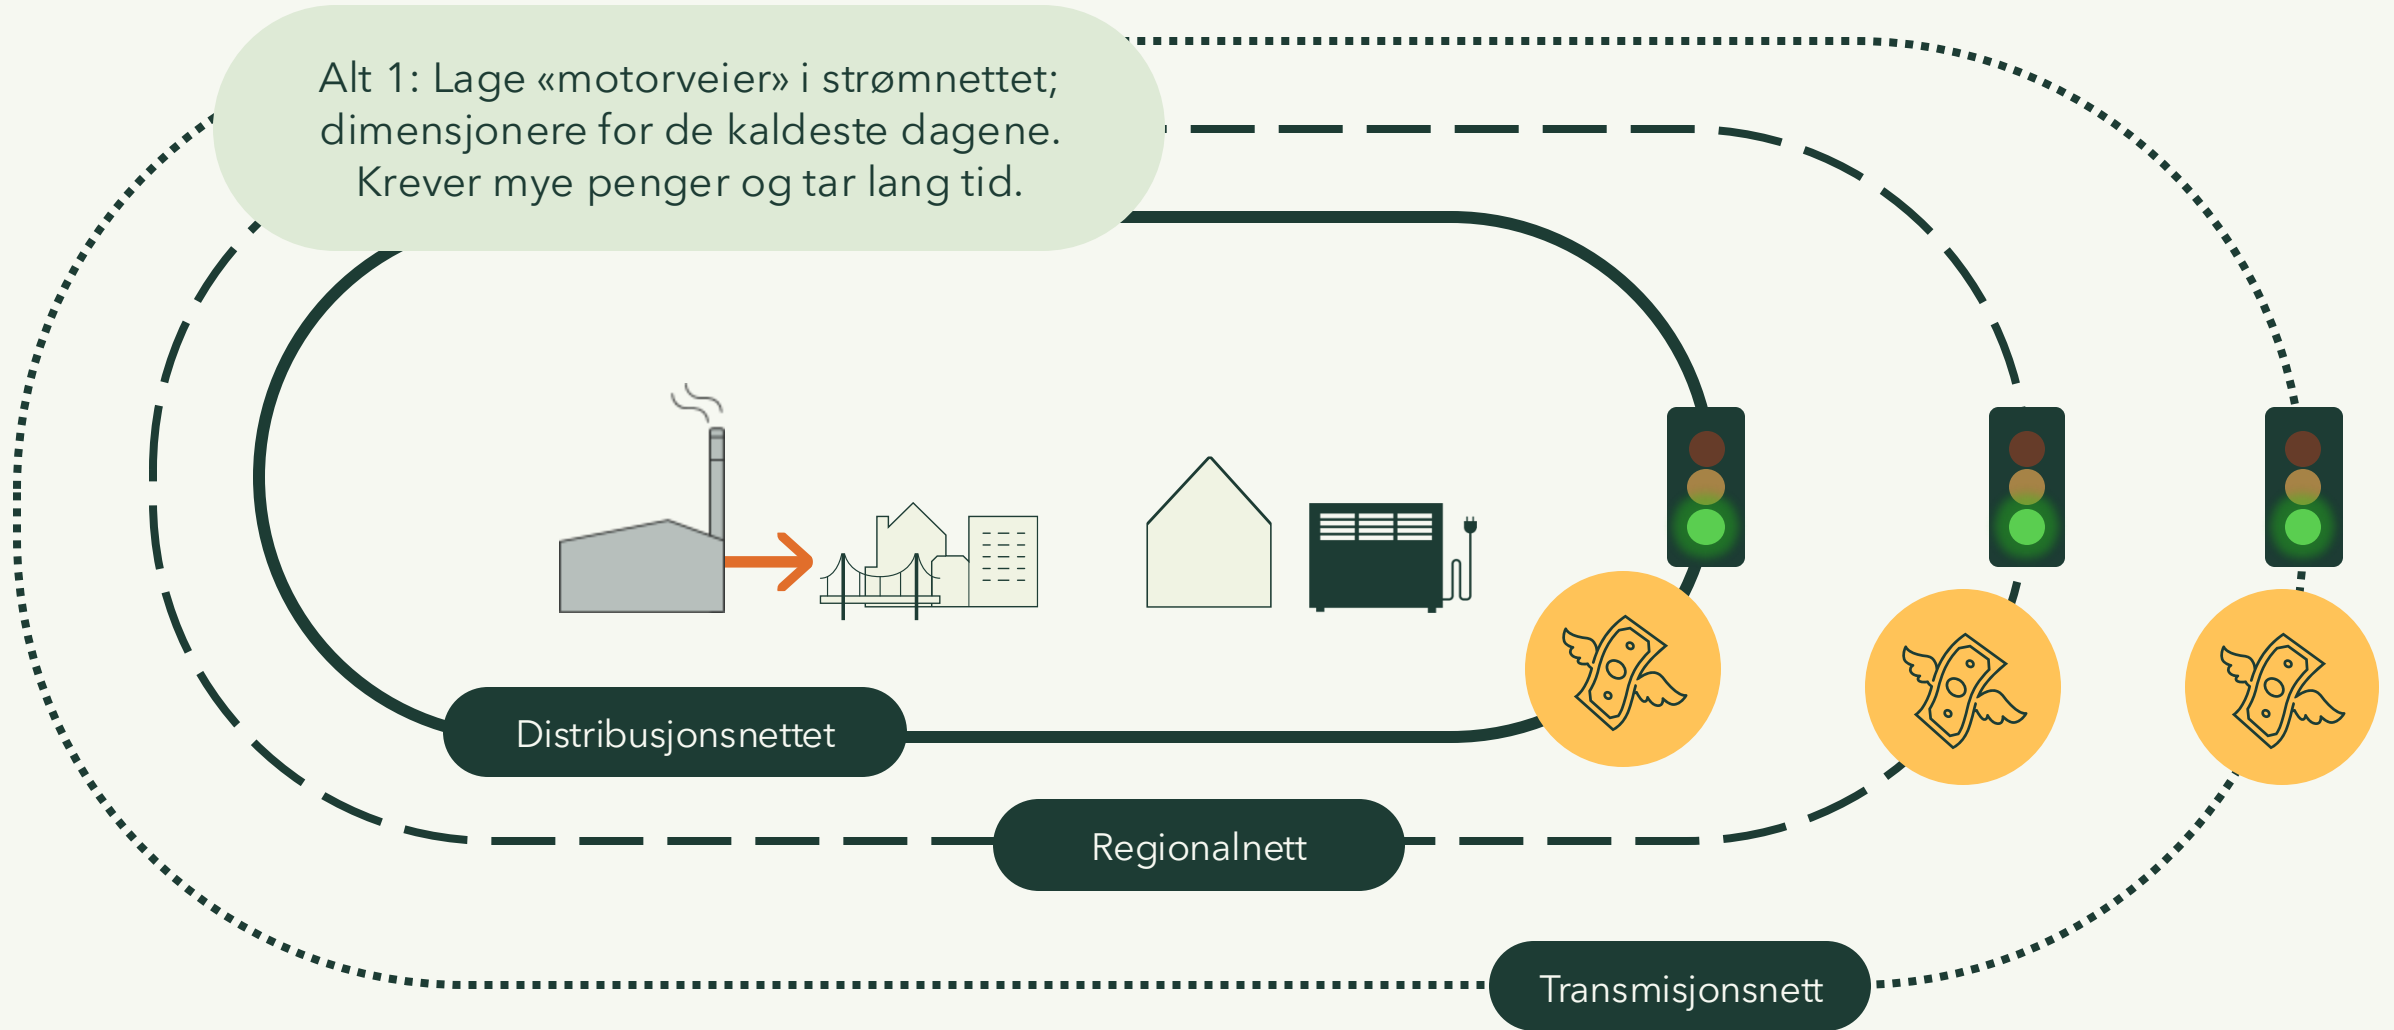 Alt 1: Lage «motorveier» i strømnettet;
dimensjonere for de kaldeste dagene.
Krever mye penger og tar lang tid.
Distribusjonsnettet
Regionalnett
Transmisjonsnett